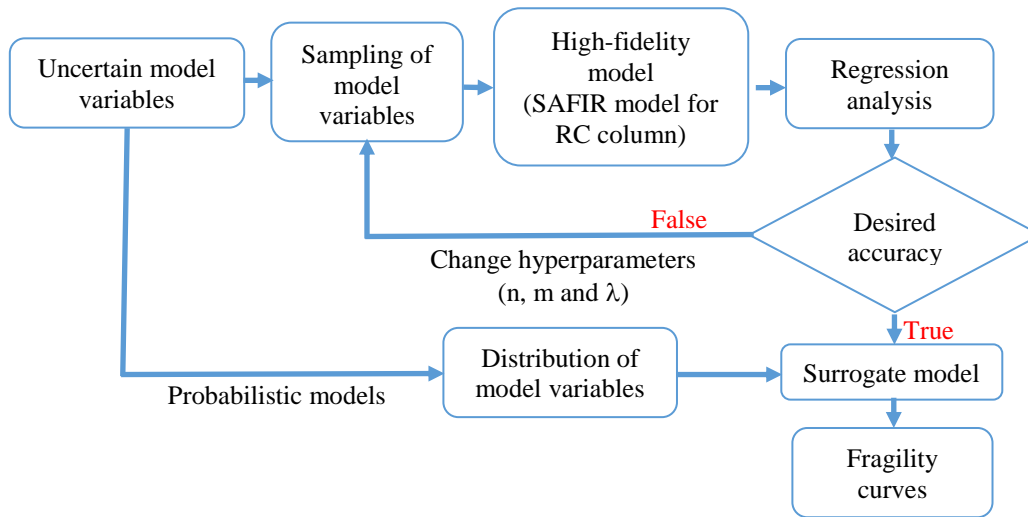 Uncertain model
variables
Sampling of
model
variables
High-fidelity
model
(SAFIR model for
RC column)
Regression
analysis
Desired
accuracy
False
Change hyperparameters
(n, m and λ)
True
Probabilistic models
Distribution of
model variables
Surrogate model
Fragility
curves